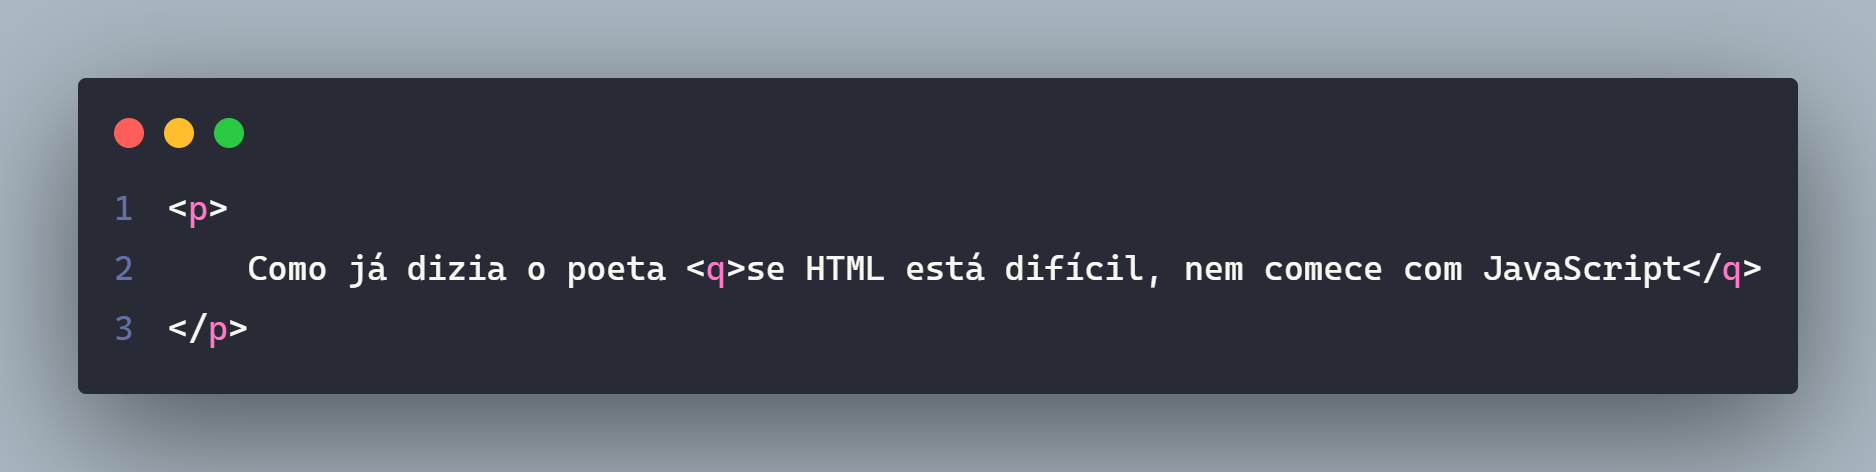 1 <p>
2 Como já dizia o poeta <q>se HTML está difícil, nem comece com JavaScript</q>
3 </p>